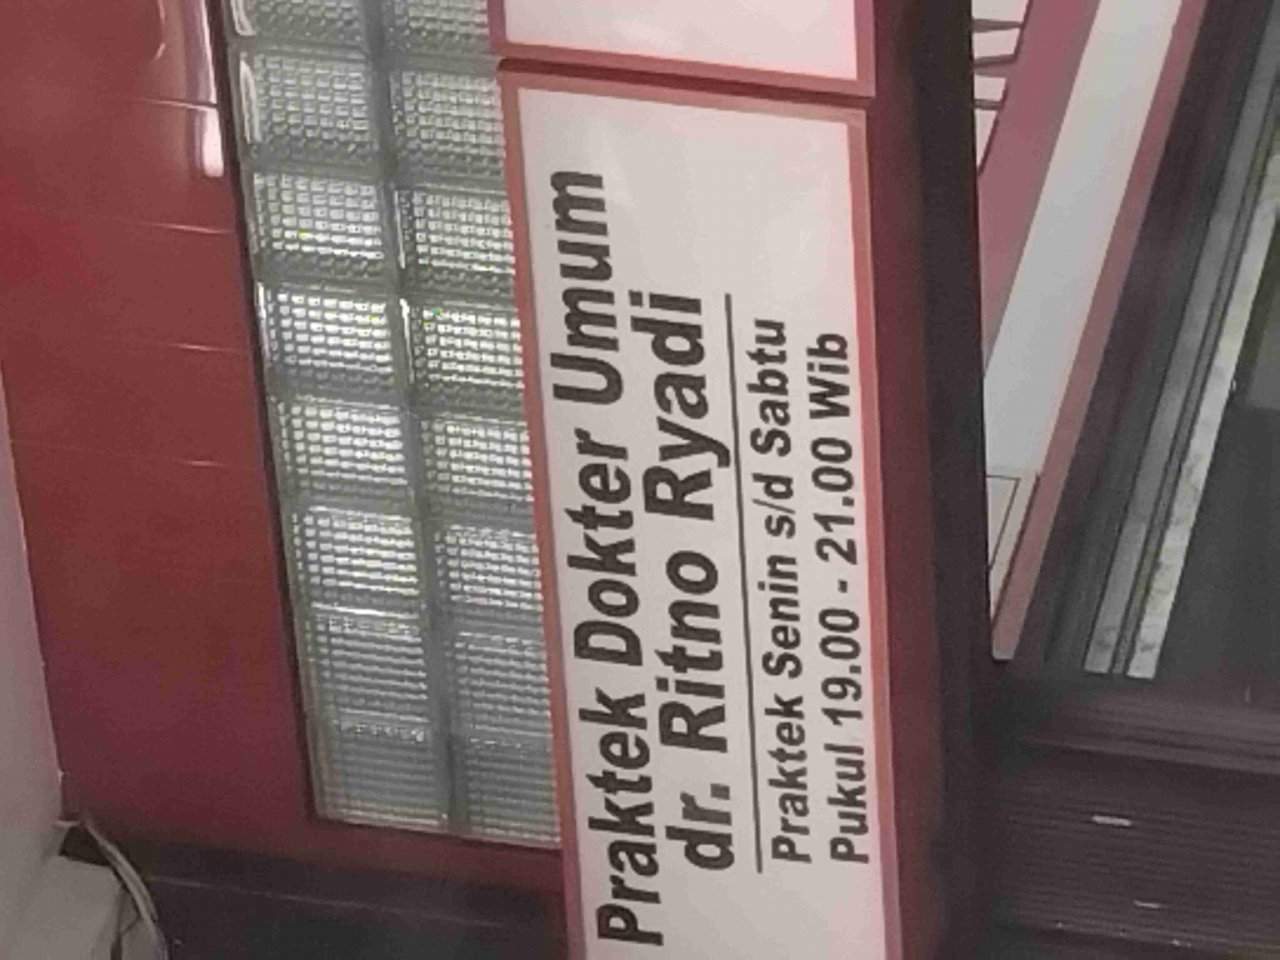 Praktek Dokter Umum
dr. Ritno Ryadi
Praktek Senin s/d Sabtu
Pukul 19.00 - 21.00 Wib